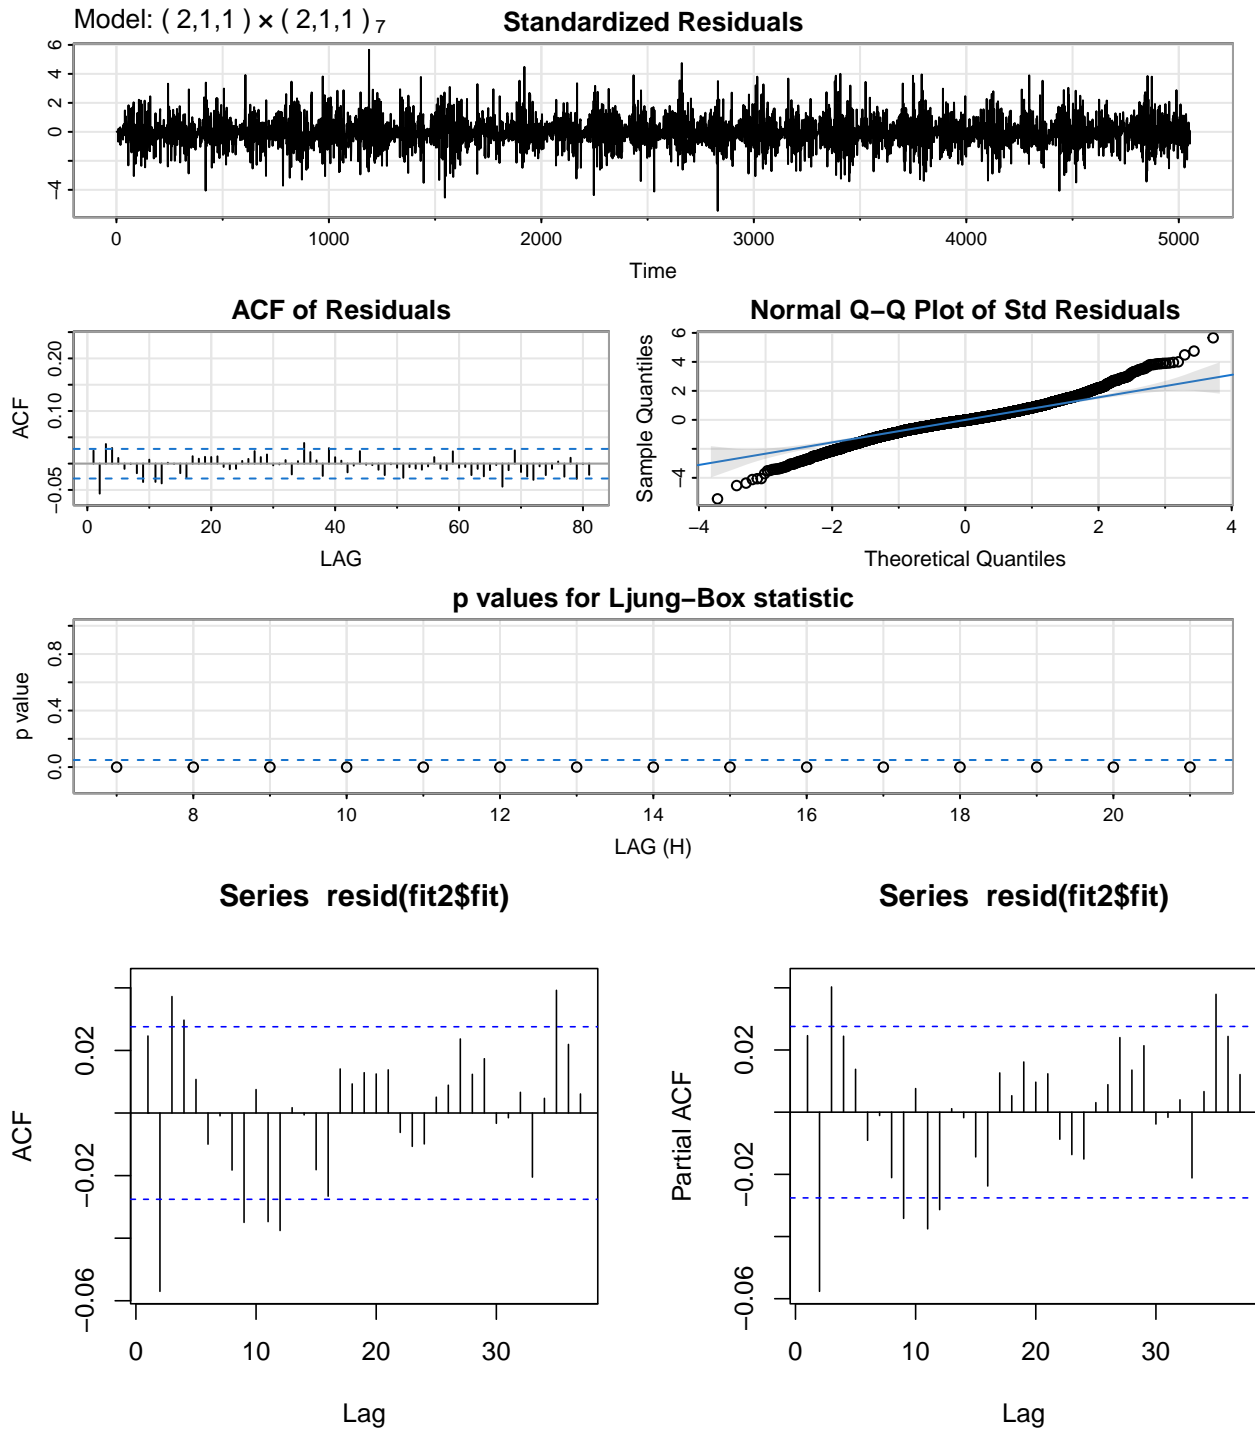 Model: ( 2,1,1 ) × ( 2,1,1 ) 7
Standardized Residuals
6
4
2
0
−4
0 1000 2000 3000 4000 5000
Time
ACF of Residuals
ACF
0.20
0.10
−0.05
0 20 40 60 80
LAG
Normal Q−Q Plot of Std Residuals
Sample Quantiles
6
4
2
0
−4
−4 −2 0 2 4
Theoretical Quantiles
p values for Ljung−Box statistic
p value
0.8
0.4
0.0
8 10 12 14 16 18 20
LAG (H)
Series resid(fit2$fit)
ACF
0.02
−0.02
−0.06
0 10 20 30
Lag
Series resid(fit2$fit)
Partial ACF
0.02
−0.02
−0.06
0 10 20 30
Lag